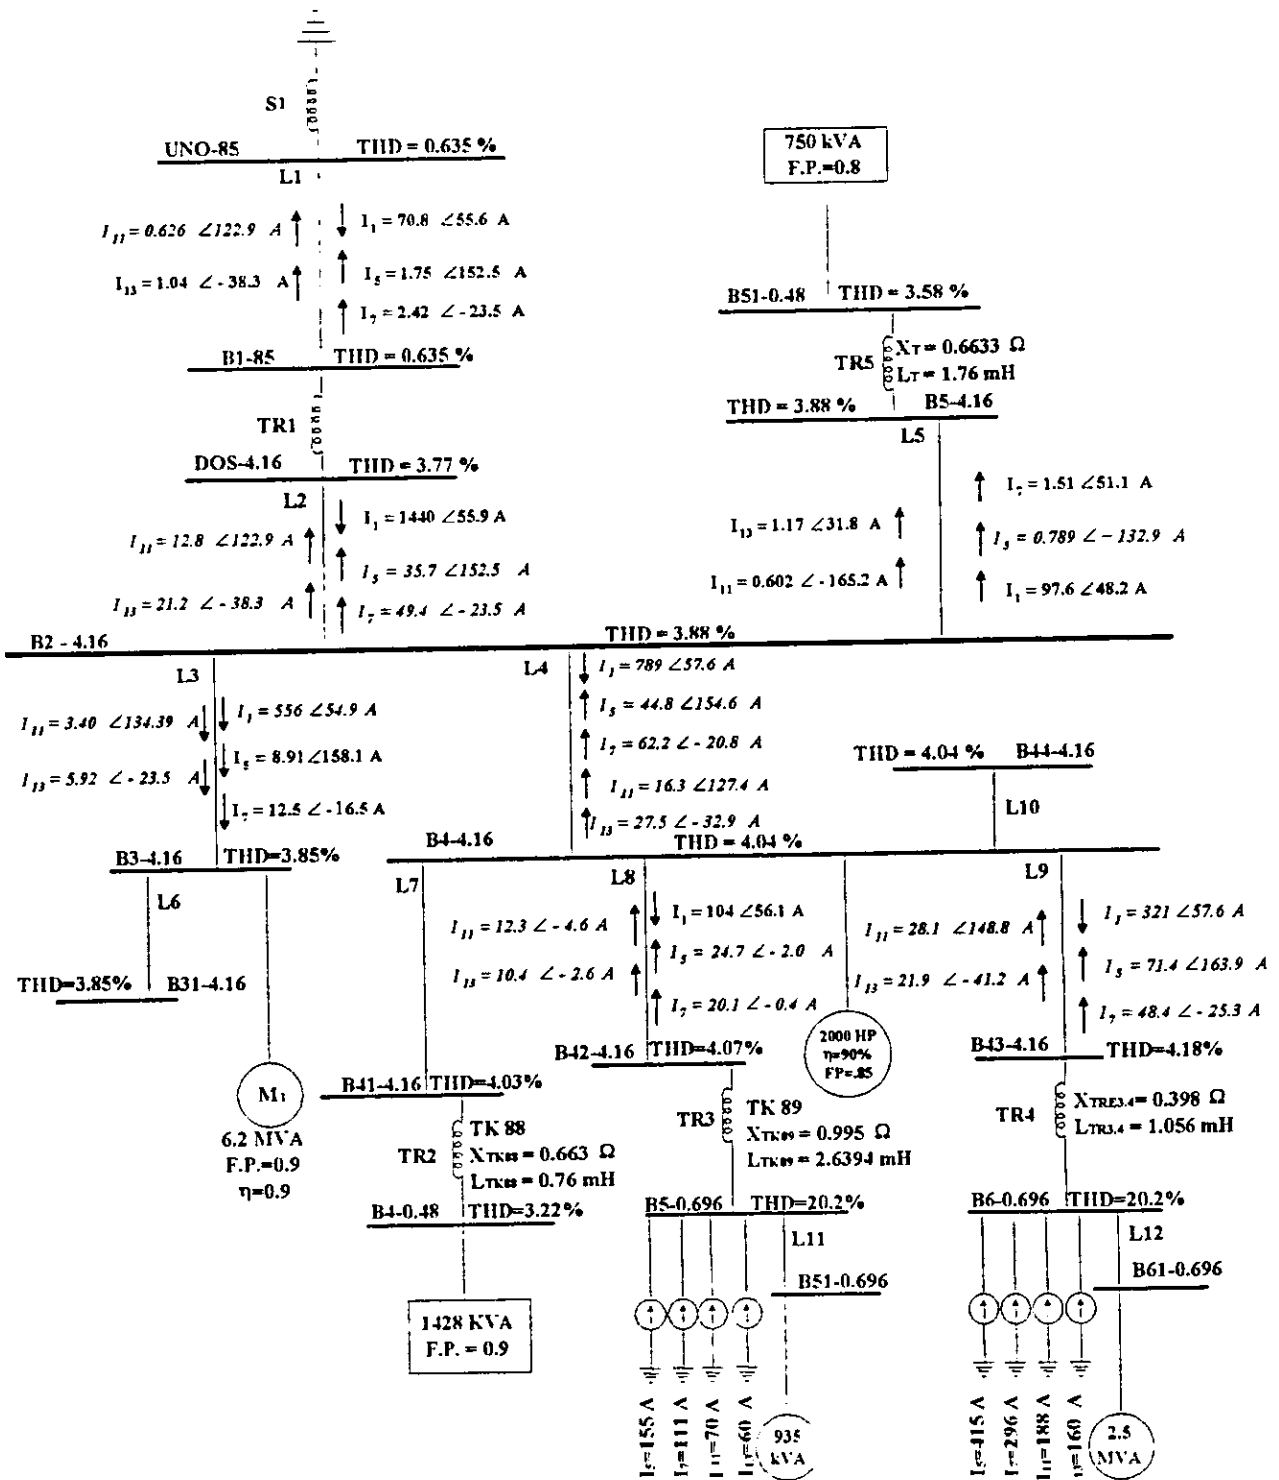 S1
UNO-85 THD = 0.635 %
L1
I11 = 0.626 ∠122.9 A
I1 = 70.8 ∠55.6 A
I13 = 1.04 ∠ - 38.3 A
I5 = 1.75 ∠152.5 A
I7 = 2.42 ∠ - 23.5 A
B1-85 THD = 0.635 %
TR1
DOS-4.16 THD = 3.77 %
L2
I1 = 1440 ∠55.9 A
I11 = 12.8 ∠122.9 A
I5 = 35.7 ∠152.5 A
I13 = 21.2 ∠ - 38.3 A
I7 = 49.4 ∠ - 23.5 A
750 kVA
F.P.=0.8
B51-0.48 THD = 3.58 %
TR5
XT = 0.6633 Ω
LT = 1.76 mH
THD = 3.88 % B5-4.16
L5
I7 = 1.51 ∠51.1 A
I13 = 1.17 ∠31.8 A
I5 = 0.789 ∠ - 132.9 A
I11 = 0.602 ∠ - 165.2 A
I1 = 97.6 ∠48.2 A
B2 - 4.16 THD = 3.88 %
L3
I11 = 3.40 ∠134.39 A
I1 = 556 ∠54.9 A
I5 = 8.91 ∠158.1 A
I13 = 5.92 ∠ - 23.5 A
I7 = 12.5 ∠ - 16.5 A
L4
I1 = 789 ∠57.6 A
I5 = 44.8 ∠154.6 A
I7 = 62.2 ∠ - 20.8 A
I11 = 16.3 ∠127.4 A
I13 = 27.5 ∠ - 32.9 A
THD = 4.04 % B44-4.16
L10
B3-4.16 THD=3.85%
L6
THD=3.85% B31-4.16
M1
6.2 MVA
F.P.=0.9
η=0.9
B4-4.16 THD = 4.04 %
L7
L8
I1 = 104 ∠56.1 A
I11 = 12.3 ∠ - 4.6 A
I5 = 24.7 ∠ - 2.0 A
I13 = 10.4 ∠ - 2.6 A
I7 = 20.1 ∠ - 0.4 A
L9
I1 = 321 ∠57.6 A
I11 = 28.1 ∠148.8 A
I5 = 71.4 ∠163.9 A
I13 = 21.9 ∠ - 41.2 A
I7 = 48.4 ∠ - 25.3 A
2000 HP
η=90%
FP=.85
B41-4.16 THD=4.03%
TR2
TK 88
XTK88 = 0.663 Ω
LTK88 = 0.76 mH
B4-0.48 THD=3.22%
1428 KVA
F.P. = 0.9
B42-4.16 THD=4.07%
TR3
TK 89
XTK89 = 0.995 Ω
LTK89 = 2.6394 mH
B5-0.696 THD=20.2%
L11
B51-0.696
I5=155 A
I7=111 A
I11=70 A
I13=60 A
935
kVA
B43-4.16 THD=4.18%
TR4
XTRE3.4 = 0.398 Ω
LTR3.4 = 1.056 mH
B6-0.696 THD=20.2%
L12
B61-0.696
I5=415 A
I7=296 A
I11=188 A
I13=160 A
2.5
MVA